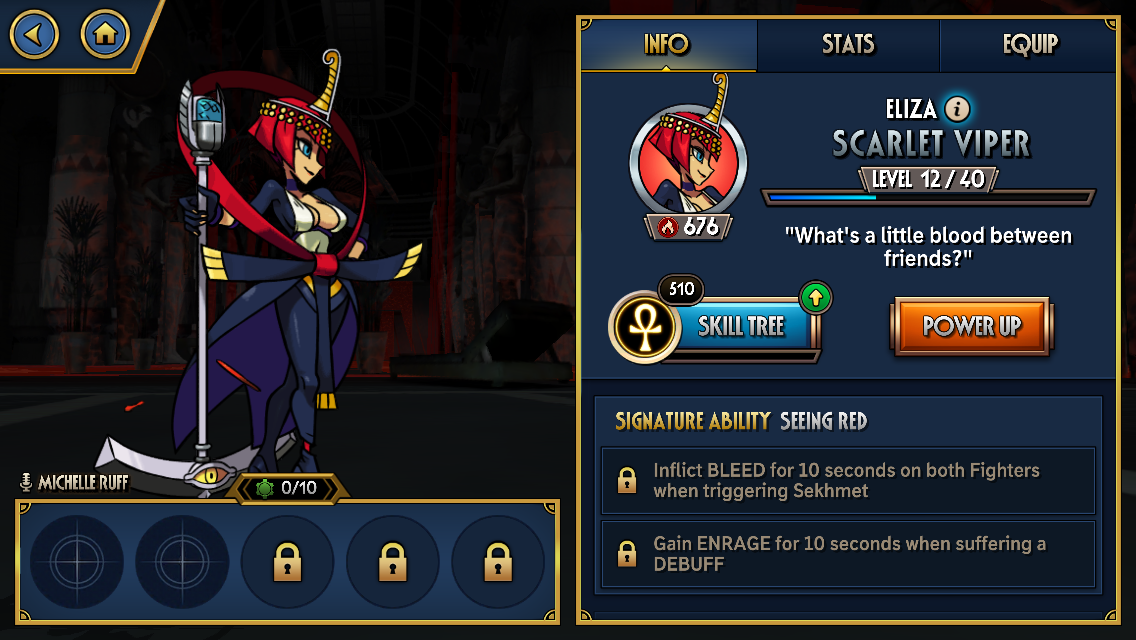 INFO
STATS
EQUIP
ELIZA i
SCARLET VIPER
LEVEL 12 / 40
676
"What's a little blood between
friends?"
510
SKILL TREE
POWER UP
SIGNATURE ABILITY SEEING RED
Inflict BLEED for 10 seconds on both Fighters
when triggering Sekhmet
Gain ENRAGE for 10 seconds when suffering a
DEBUFF
MICHELLE RUFF
0/10